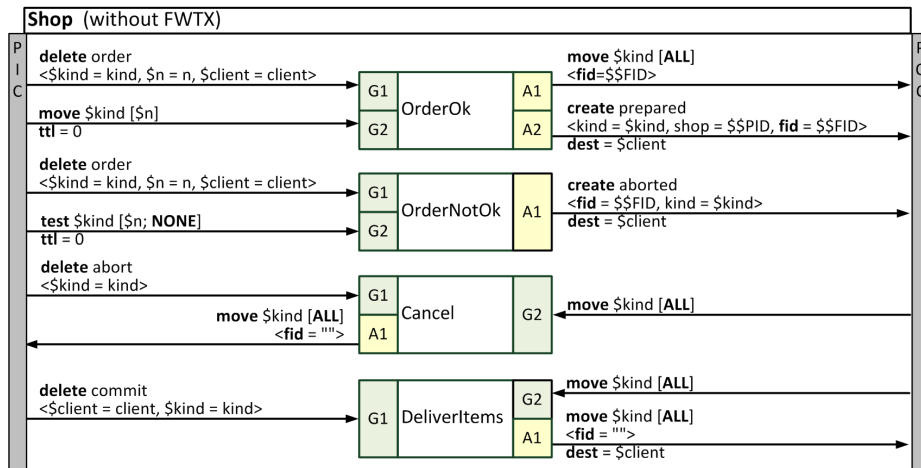 Shop (without FWTX)
P
I
C
delete order
<$kind = kind, $n = n, $client = client>
move $kind [$n]
ttl = 0
G1
G2
OrderOk
A1
A2
move $kind [ALL]
<fid=$$FID>
create prepared
<kind = $kind, shop = $$PID, fid = $$FID>
dest = $client
delete order
<$kind = kind, $n = n, $client = client>
test $kind [$n; NONE]
ttl = 0
G1
G2
OrderNotOk
A1
create aborted
<fid = $$FID, kind = $kind>
dest = $client
delete abort
<$kind = kind>
move $kind [ALL]
<fid = "">
G1
A1
Cancel
G2
move $kind [ALL]
delete commit
<$client = client, $kind = kind>
G1
DeliverItems
G2
A1
move $kind [ALL]
move $kind [ALL]
<fid = "">
dest = $client